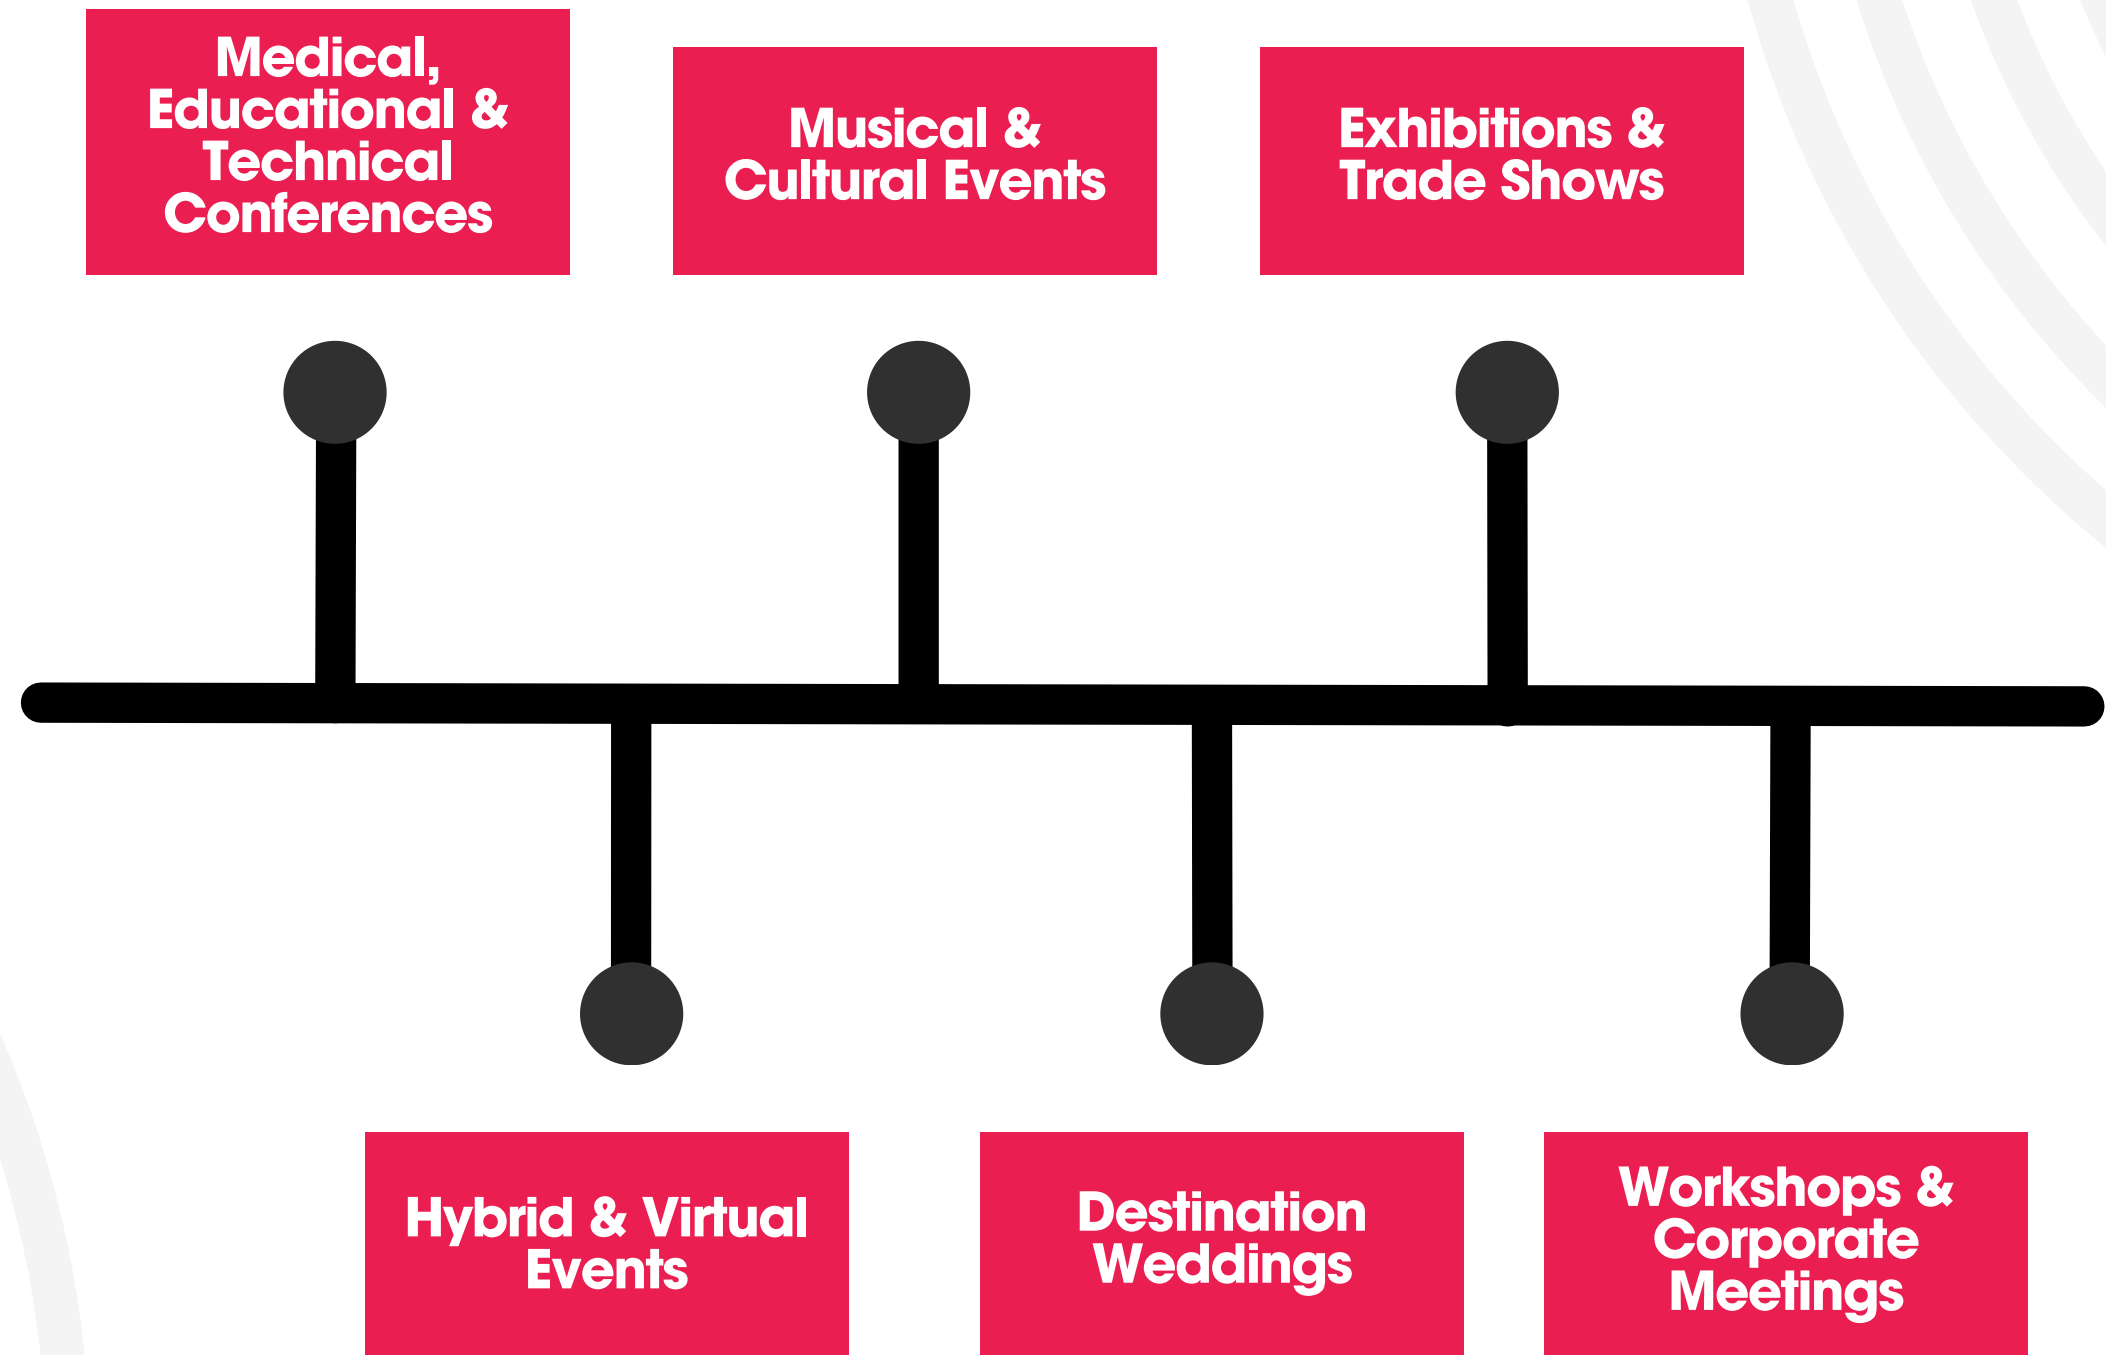 Medical,
Educational &
Technical
Conferences
Musical &
Cultural Events
Exhibitions &
Trade Shows
Hybrid & Virtual
Events
Destination
Weddings
Workshops &
Corporate
Meetings